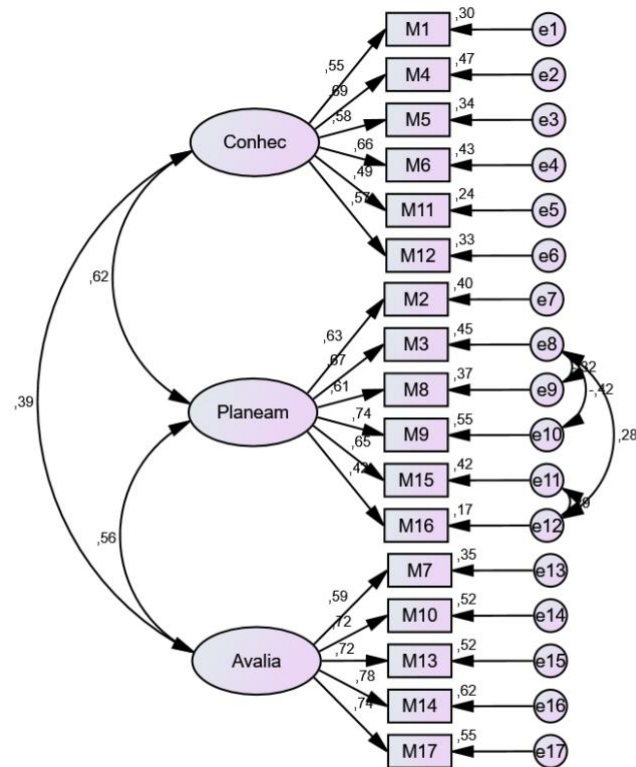 M1 ,30 e1
,55
M4 ,47 e2
,69
M5 ,34 e3
,58
Conhec
M6 ,43 e4
,66
M11 ,24 e5
,49
M12 ,33 e6
,57
,62
M2 ,40 e7
,63
M3 ,45 e8
,67
M8 ,37 e9
,61
-,42
,39
Planeam
M9 ,55 e10
,74
,28
M15 ,42 e11
,65
M16 ,17 e12
,56
M7 ,35 e13
,59
M10 ,52 e14
,72
Avalia
M13 ,52 e15
,72
M14 ,62 e16
,78
M17 ,55 e17
,74